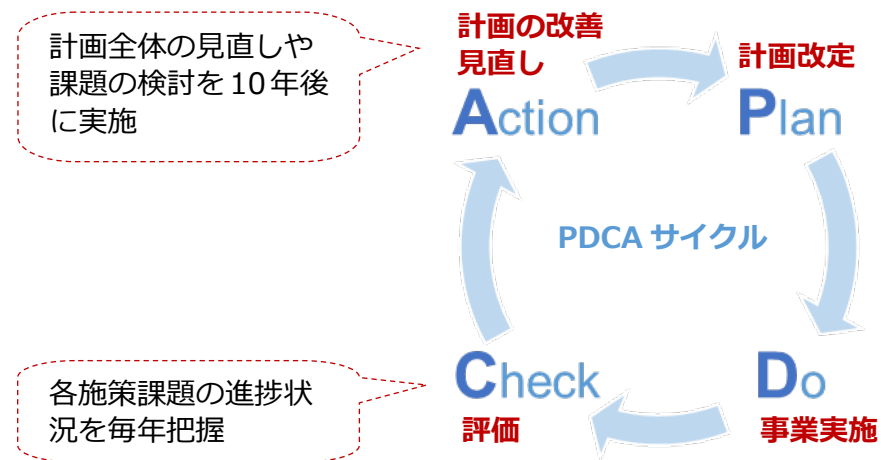 計画全体の見直しや
課題の検討を10年後
に実施
計画の改善
見直し
Action
計画改定
Plan
PDCA サイクル
各施策課題の進捗状
況を毎年把握
Check
評価
Do
事業実施